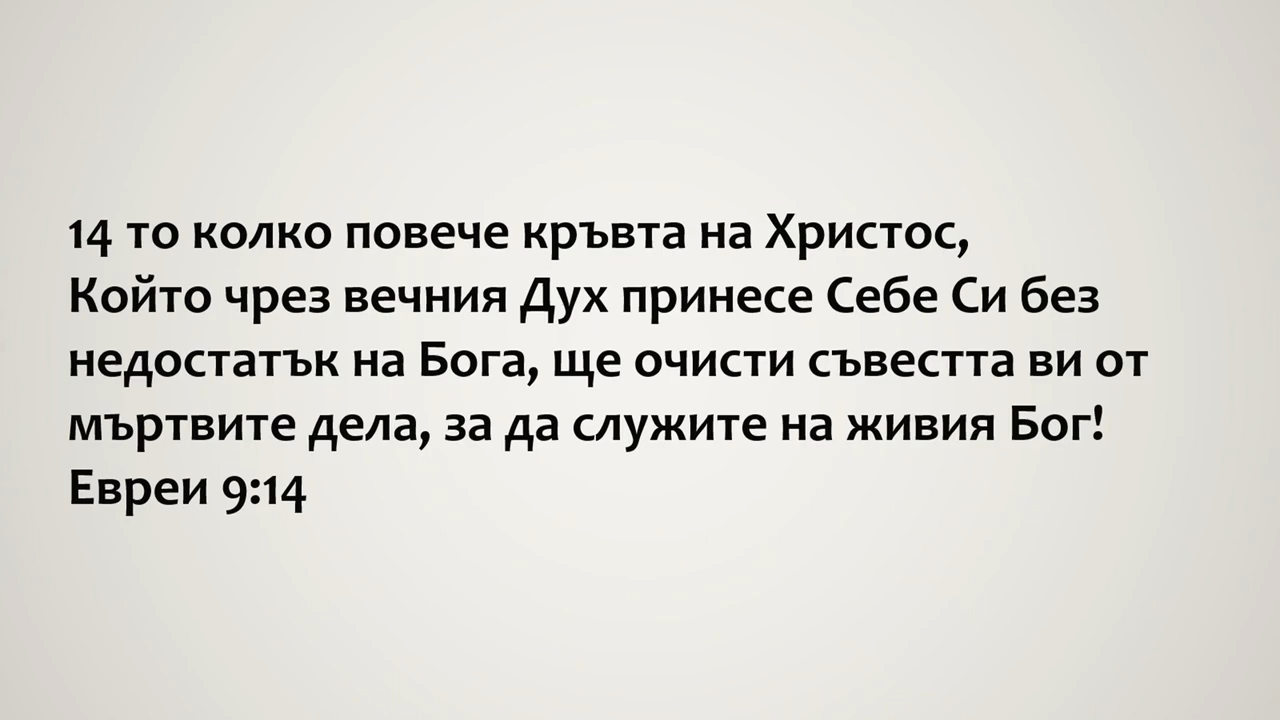 14 то колко повече кръвта на Христос,
Който чрез вечния Дух принесе Себе Си без
недостатък на Бога, ще очисти съвестта ви от
мъртвите дела, за да служите на живия Бог!
Евреи 9:14